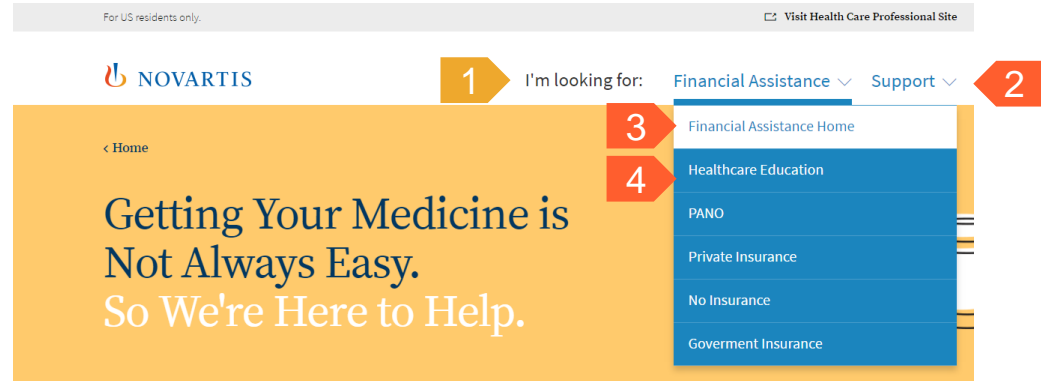 For US residents only.
Visit Health Care Professional Site
NOVARTIS
1
I'm looking for:
Financial Assistance
Support
2
3
Financial Assistance Home
< Home
4
Healthcare Education
Getting Your Medicine is
PANO
Not Always Easy.
Private Insurance
So We're Here to Help.
No Insurance
Goverment Insurance